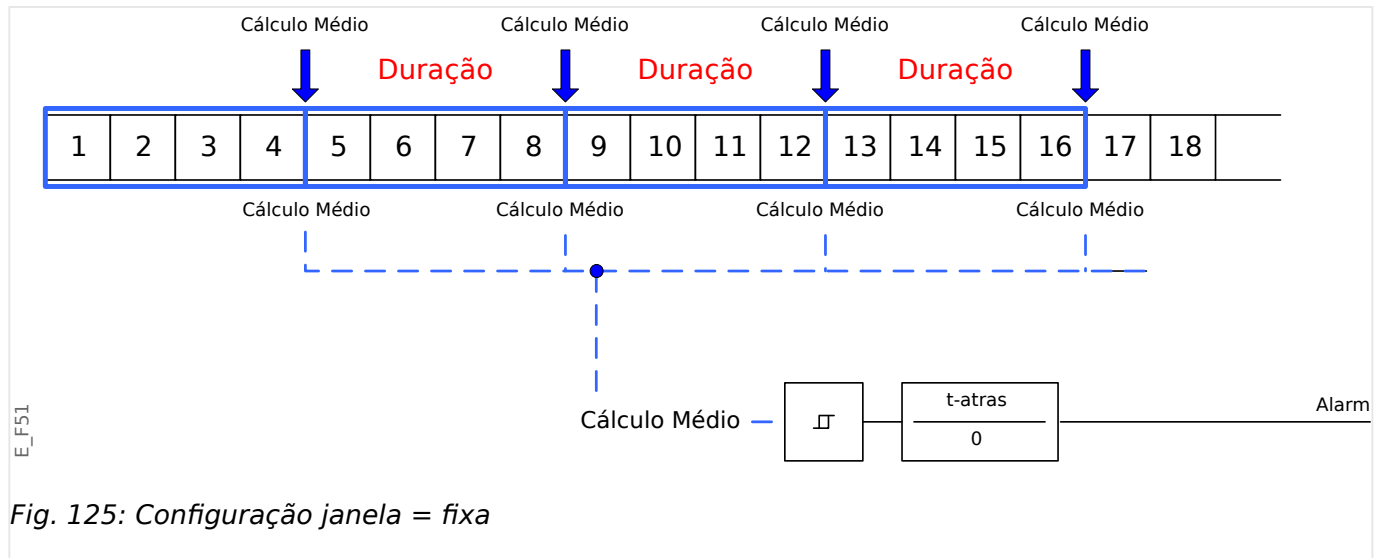 Cálculo Médio Cálculo Médio Cálculo Médio Cálculo Médio
Duração Duração Duração
1 2 3 4 5 6 7 8 9 10 11 12 13 14 15 16 17 18
Cálculo Médio Cálculo Médio Cálculo Médio Cálculo Médio
Cálculo Médio
t-atras
0
Alarm
E_F51
Fig. 125: Configuração janela = fixa